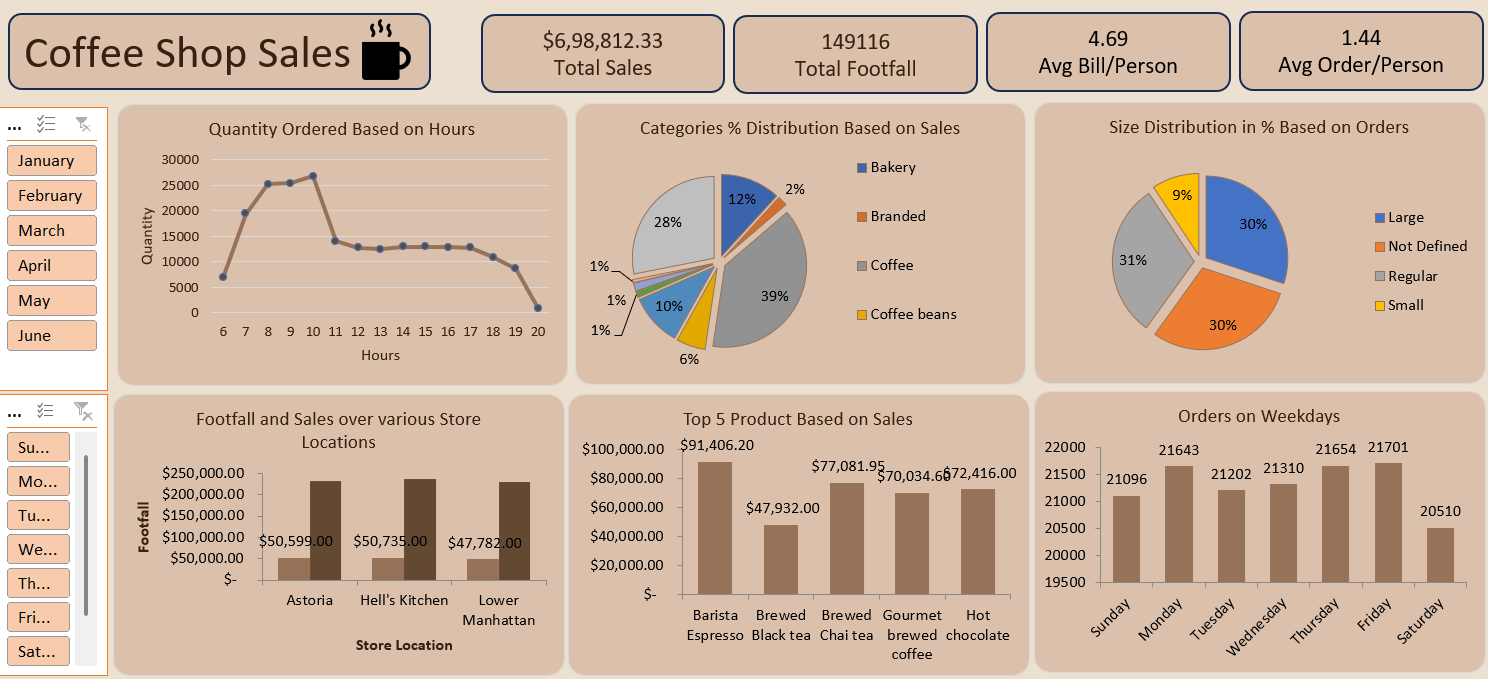 Coffee Shop Sales
$6,98,812.33
Total Sales
149116
Total Footfall
4.69
Avg Bill/Person
1.44
Avg Order/Person
...
January
February
March
April
May
June
Quantity Ordered Based on Hours
Quantity
30000
25000
20000
15000
10000
5000
0
6 7 8 9 10 11 12 13 14 15 16 17 18 19 20
Hours
Categories % Distribution Based on Sales
12%
2%
39%
6%
10%
1%
1%
1%
28%
Bakery
Branded
Coffee
Coffee beans
Size Distribution in % Based on Orders
30%
30%
31%
9%
Large
Not Defined
Regular
Small
...
Su...
Mo...
Tu...
We...
Th...
Fri...
Sat...
Footfall and Sales over various Store
Locations
Footfall
$250,000.00
$200,000.00
$150,000.00
$100,000.00
$50,000.00
$-
$50,599.00
$50,735.00
$47,782.00
Astoria
Hell's Kitchen
Lower
Manhattan
Store Location
Top 5 Product Based on Sales
$100,000.00
$80,000.00
$60,000.00
$40,000.00
$20,000.00
$-
$91,406.20
$47,932.00
$77,081.95
$70,034.60
$72,416.00
Barista
Espresso
Brewed
Black tea
Brewed
Chai tea
Gourmet
brewed
coffee
Hot
chocolate
Orders on Weekdays
22000
21500
21000
20500
20000
19500
21096
21643
21202
21310
21654
21701
20510
Sunday
Monday
Tuesday
Wednesday
Thursday
Friday
Saturday